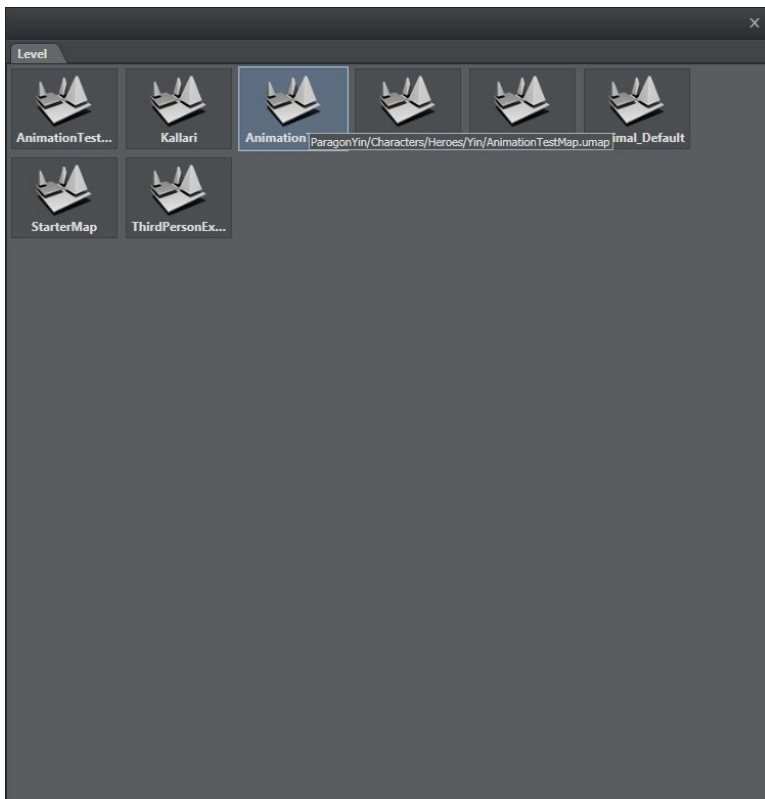 Level
AnimationTest...
Kallari
Animation
imal_Default
ParagonYin/Characters/Heroes/Yin/AnimationTestMap.umap
StarterMap
ThirdPersonEx...